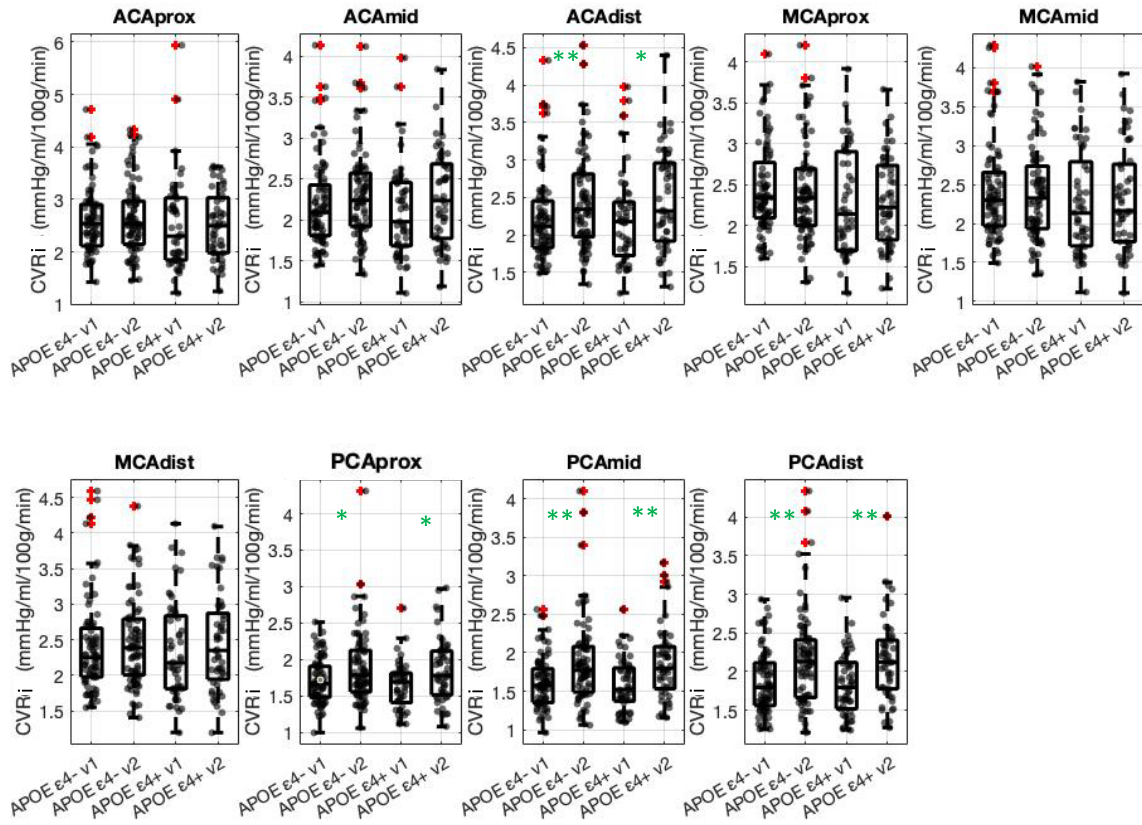 ACAprox
ACAmid
ACAdist
MCAprox
MCAmid
CVRi (mmHg/ml/100g/min)
6
5
4
3
2
1
APOE ε4- v1
APOE ε4- v2
APOE ε4+ v1
APOE ε4+ v2
CVRi (mmHg/ml/100g/min)
4
3.5
3
2.5
2
1.5
1
APOE ε4- v1
APOE ε4- v2
APOE ε4+ v1
APOE ε4+ v2
CVRi (mmHg/ml/100g/min)
4.5
4
3.5
3
2.5
2
1.5
** *
APOE ε4- v1
APOE ε4- v2
APOE ε4+ v1
APOE ε4+ v2
CVRi (mmHg/ml/100g/min)
4
3.5
3
2.5
2
1.5
APOE ε4- v1
APOE ε4- v2
APOE ε4+ v1
APOE ε4+ v2
CVRi (mmHg/ml/100g/min)
4
3.5
3
2.5
2
1.5
1
APOE ε4- v1
APOE ε4- v2
APOE ε4+ v1
APOE ε4+ v2
MCAdist
PCAprox
PCAmid
PCAdist
CVRi (mmHg/ml/100g/min)
4.5
4
3.5
3
2.5
2
1.5
APOE ε4- v1
APOE ε4- v2
APOE ε4+ v1
APOE ε4+ v2
CVRi (mmHg/ml/100g/min)
4
3.5
3
2.5
2
1.5
1
* *
APOE ε4- v1
APOE ε4- v2
APOE ε4+ v1
APOE ε4+ v2
CVRi (mmHg/ml/100g/min)
4
3.5
3
2.5
2
1.5
1
** **
APOE ε4- v1
APOE ε4- v2
APOE ε4+ v1
APOE ε4+ v2
CVRi (mmHg/ml/100g/min)
4
3.5
3
2.5
2
1.5
** **
APOE ε4- v1
APOE ε4- v2
APOE ε4+ v1
APOE ε4+ v2